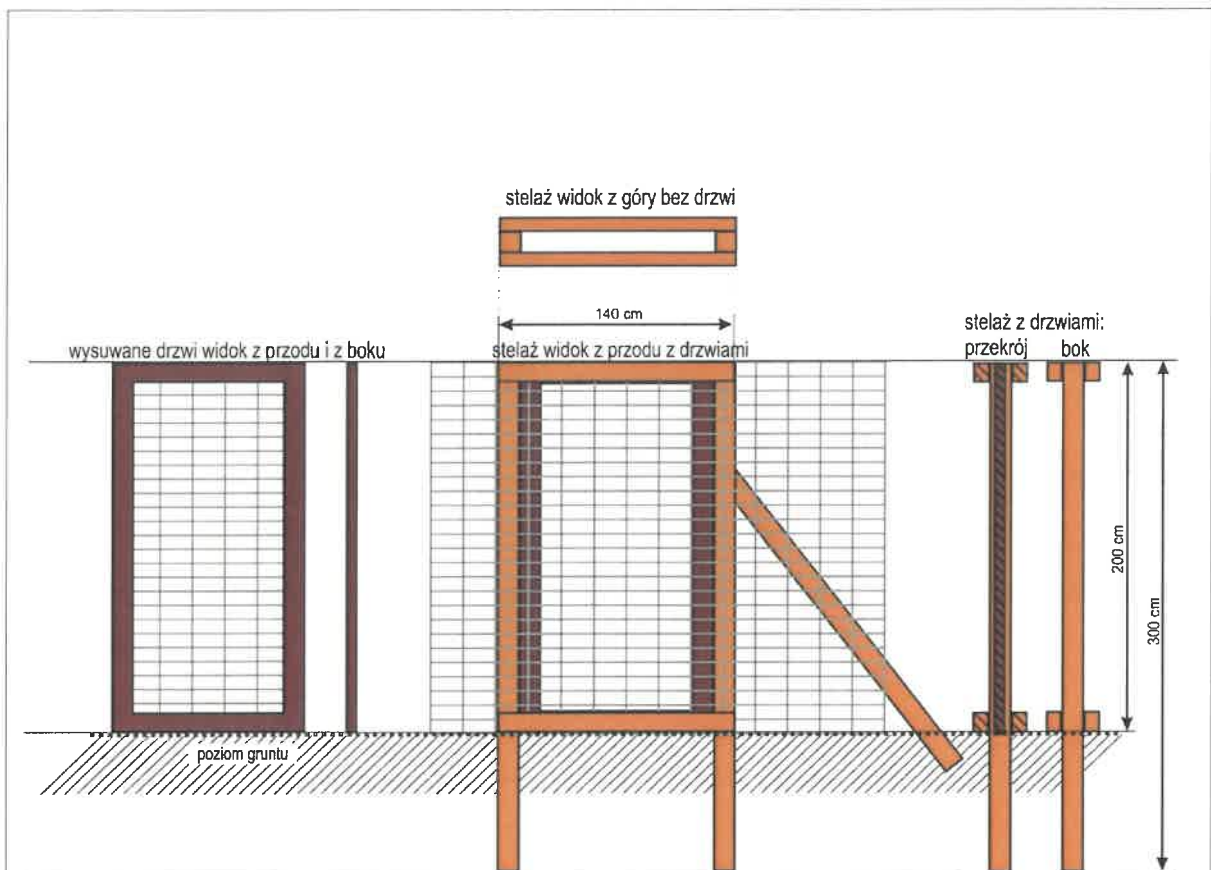 stelaż widok z góry bez drzwi
140 cm
wysuwane drzwi widok z przodu i z boku
stelaż widok z przodu z drzwiami
stelaż z drzwiami:
przekrój
bok
200 cm
300 cm
poziom gruntu